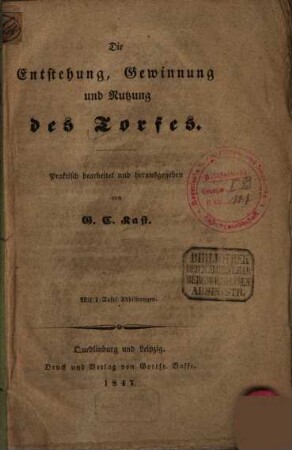 Die
Entstehung, Gewinnung
und Nutzung
des Torfes.
Praktisch bearbeitet und herausgegeben
von
G. C. Kast.
Mit 1 Tafel Abbildungen.
Quedlinburg und Leipzig.
Druck und Verlag von Gottfr. Basse.
1847.
BIBLIOTHEK